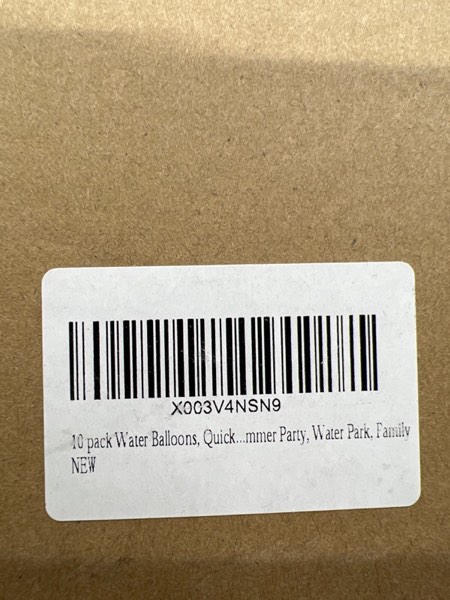 X003V4NSN9
10 pack Water Balloons, Quick...mmer Party, Water Park, Family
NEW